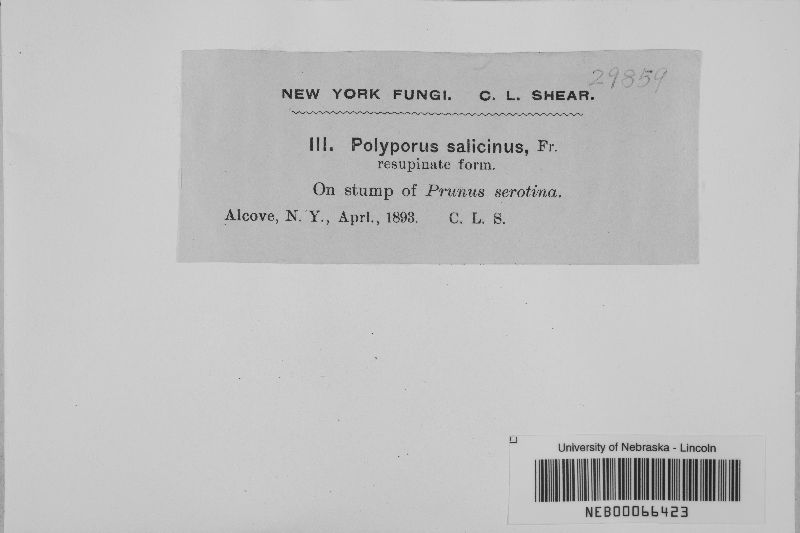 29859
NEW YORK FUNGI. C. L. SHEAR.
III. Polyporus salicinus, Fr.
resupinate form.
On stump of Prunus serotina.
Alcove, N. Y., Aprl., 1893. C. L. S.
University of Nebraska - Lincoln
NEB00066423